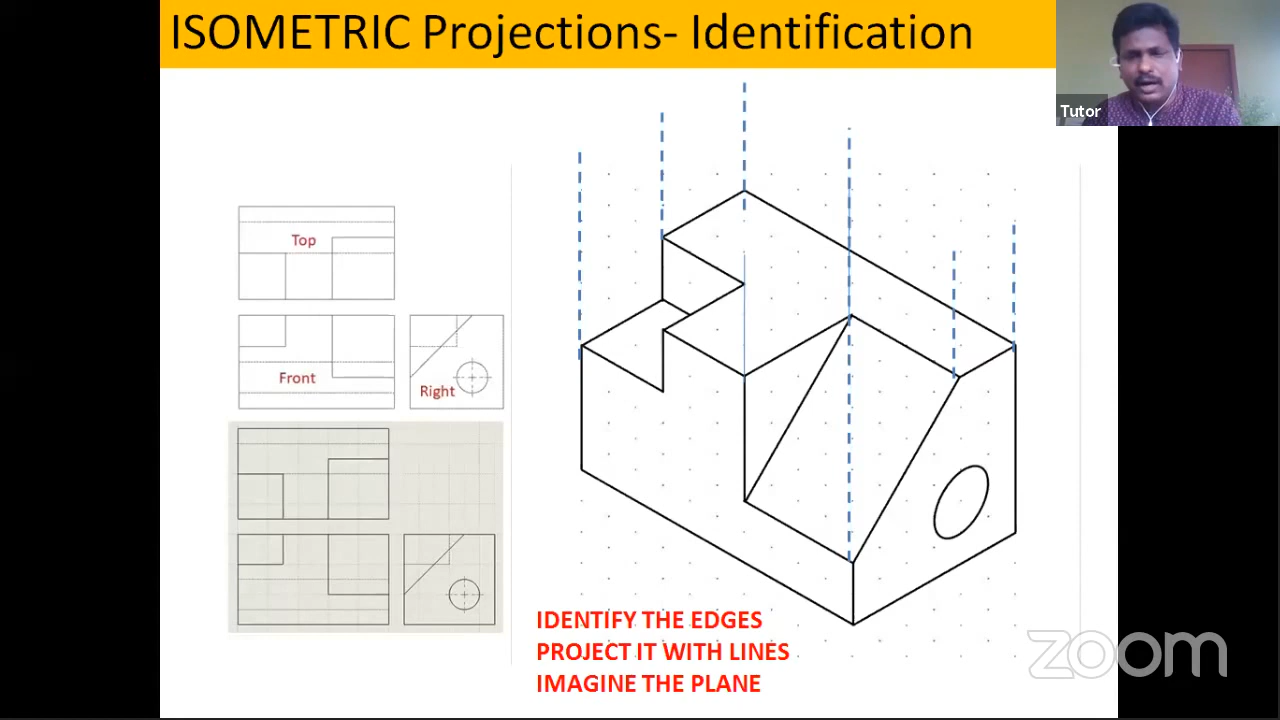 ISOMETRIC Projections- Identification
Tutor
Top
Front
Right
IDENTIFY THE EDGES
PROJECT IT WITH LINES
IMAGINE THE PLANE
zoom